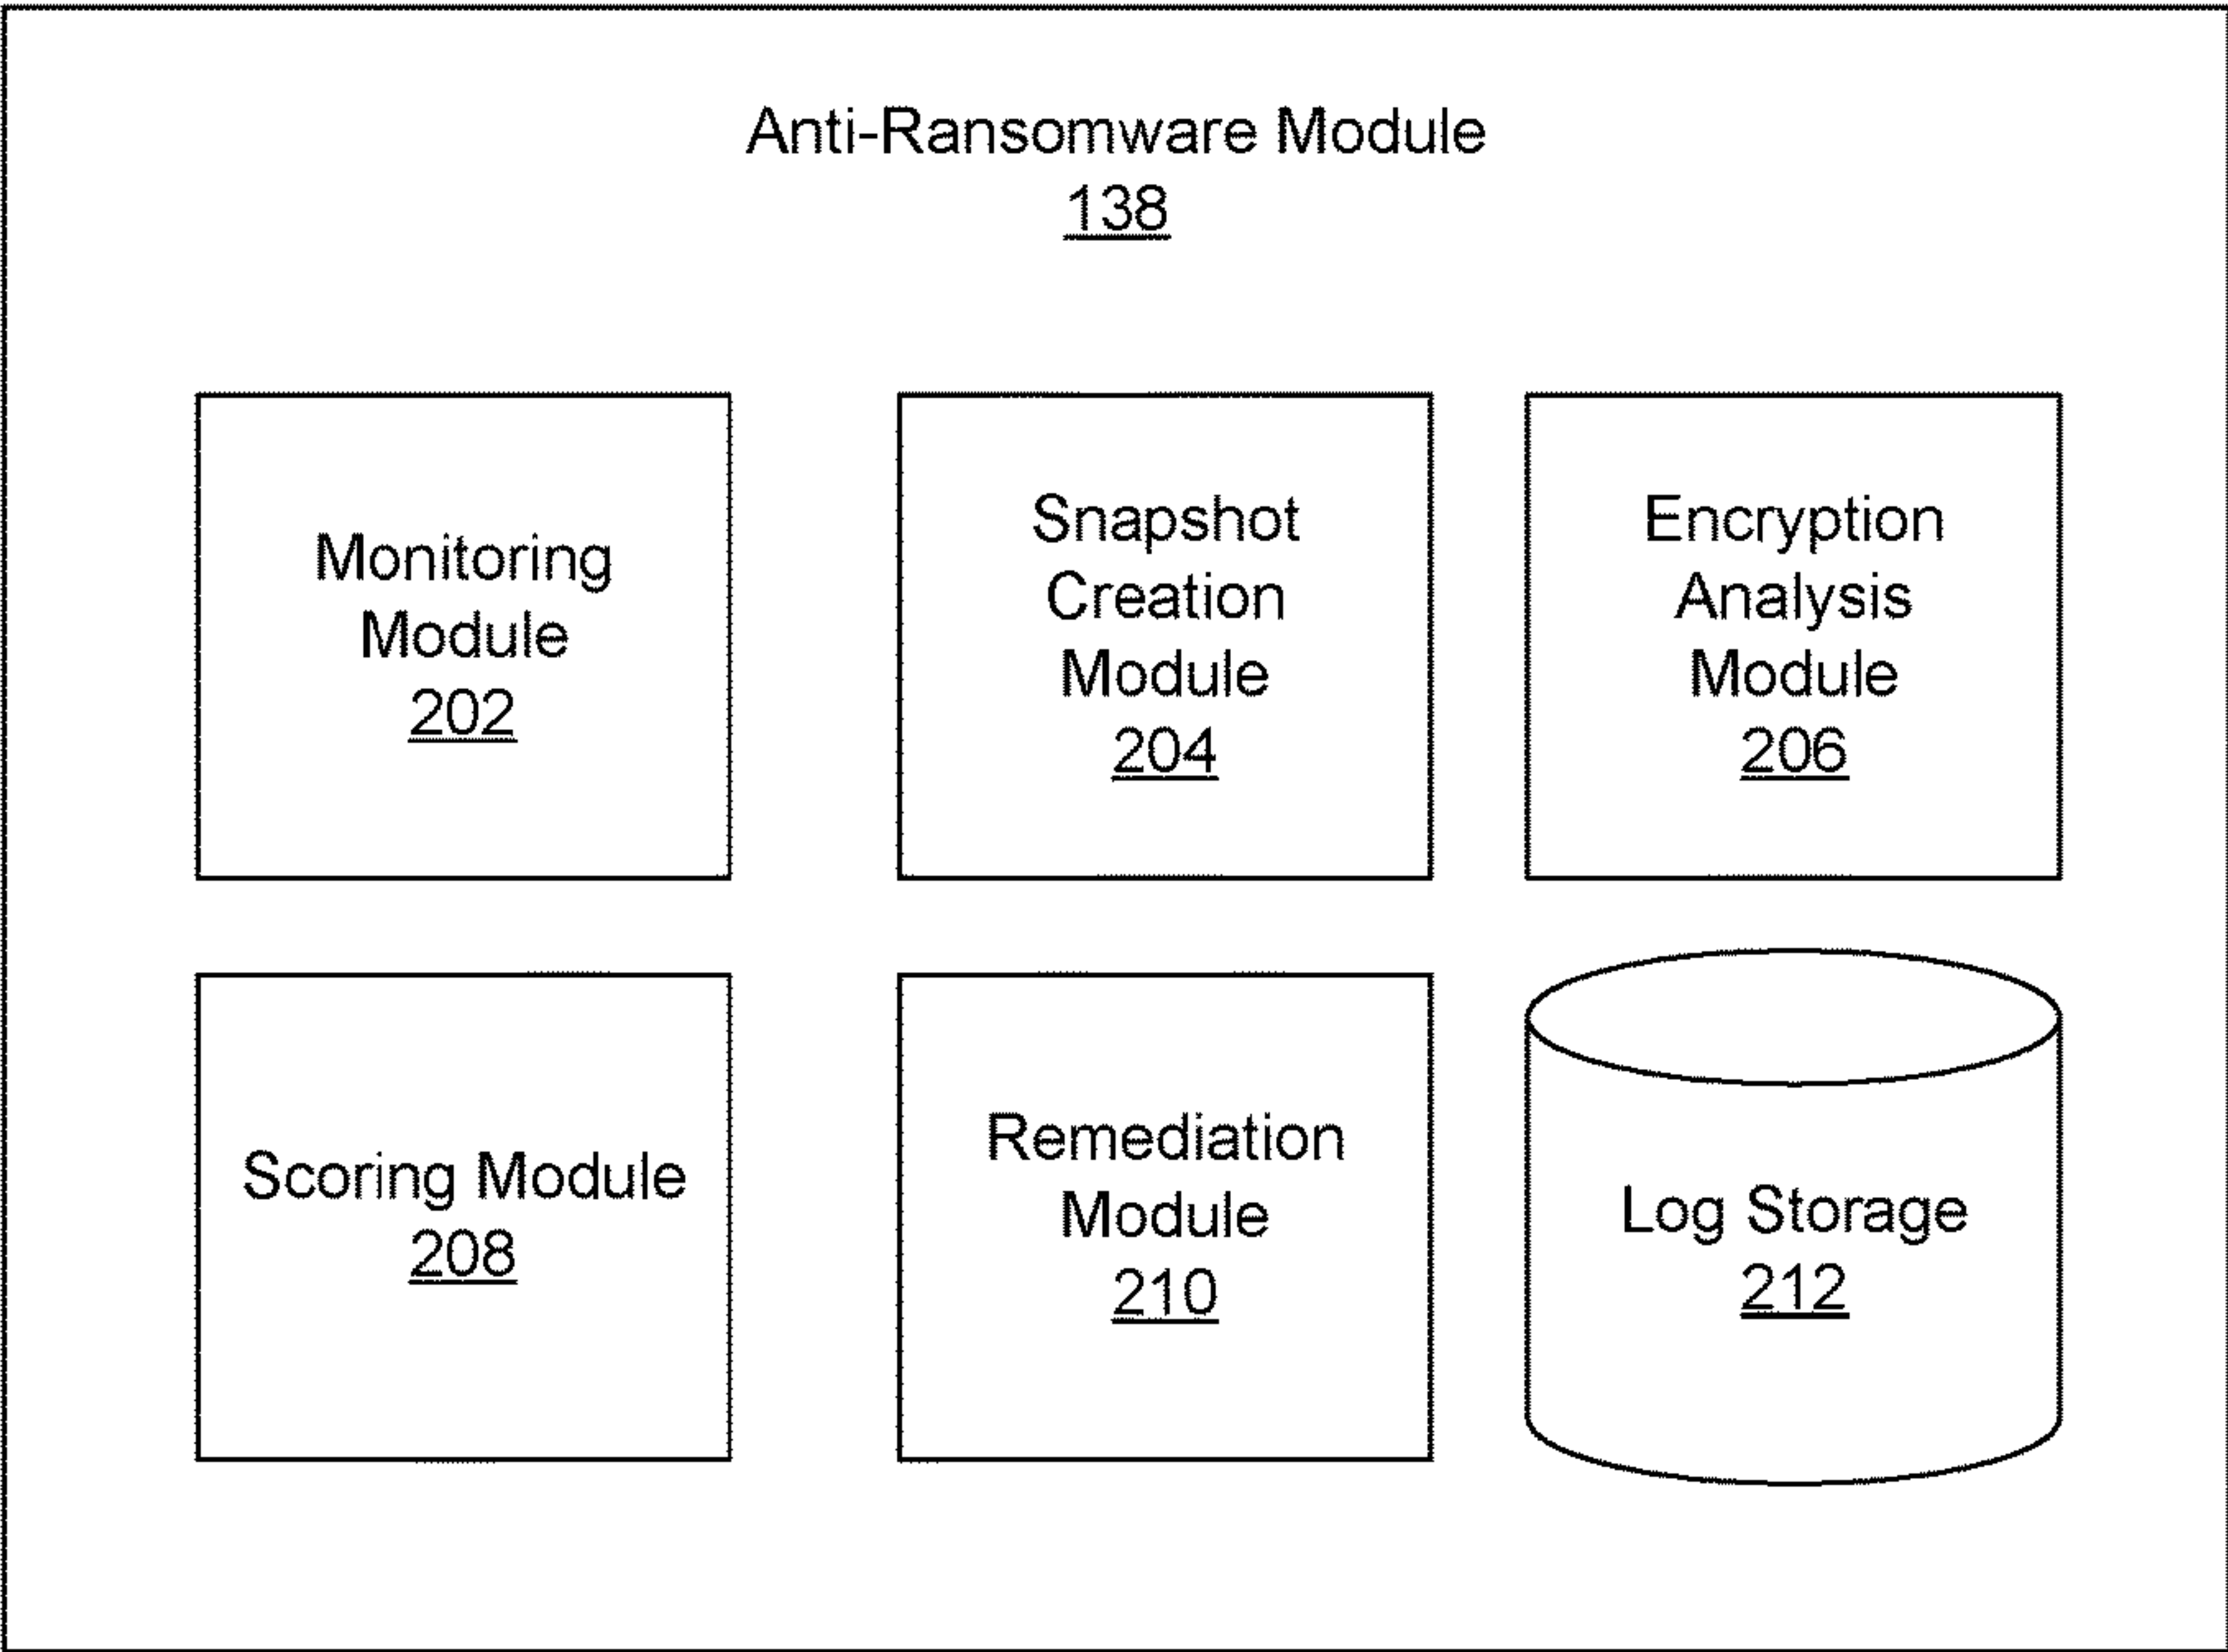 Anti-Ransomware Module
138
Monitoring
Module
202
Snapshot
Creation
Module
204
Encryption
Analysis
Module
206
Scoring Module
208
Remediation
Module
210
Log Storage
212